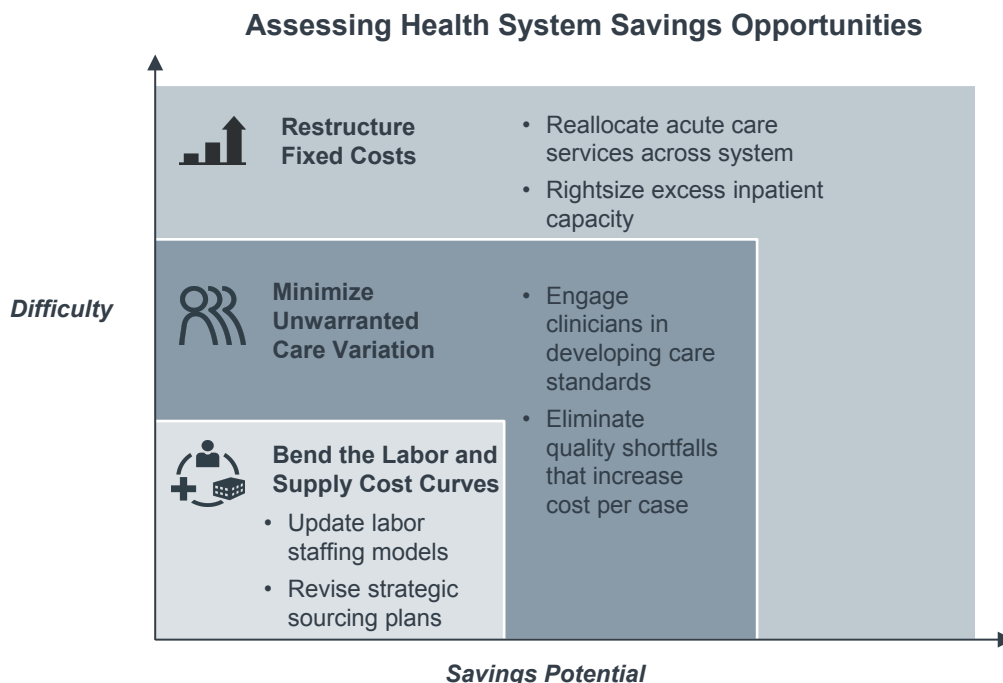 Assessing Health System Savings Opportunities
Restructure
Fixed Costs
• Reallocate acute care
services across system
• Rightsize excess inpatient
capacity
Difficulty
Minimize
Unwarranted
Care Variation
• Engage
clinicians in
developing care
standards
• Eliminate
quality shortfalls
that increase
cost per case
Bend the Labor and
Supply Cost Curves
• Update labor
staffing models
• Revise strategic
sourcing plans
Savings Potential